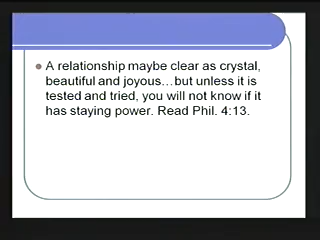 A relationship maybe clear as crystal,
beautiful and joyous...but unless it is
tested and tried, you will not know if it
has staying power. Read Phil. 4:13.